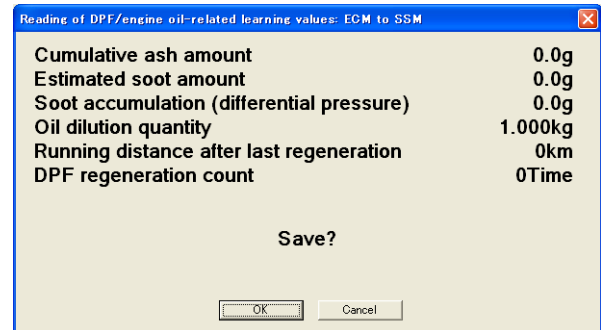 Reading of DPF/engine oil-related learning values: ECM to SSM
Cumulative ash amount 0.0g
Estimated soot amount 0.0g
Soot accumulation (differential pressure) 0.0g
Oil dilution quantity 1.000kg
Running distance after last regeneration 0km
DPF regeneration count 0Time
Save?
OK Cancel